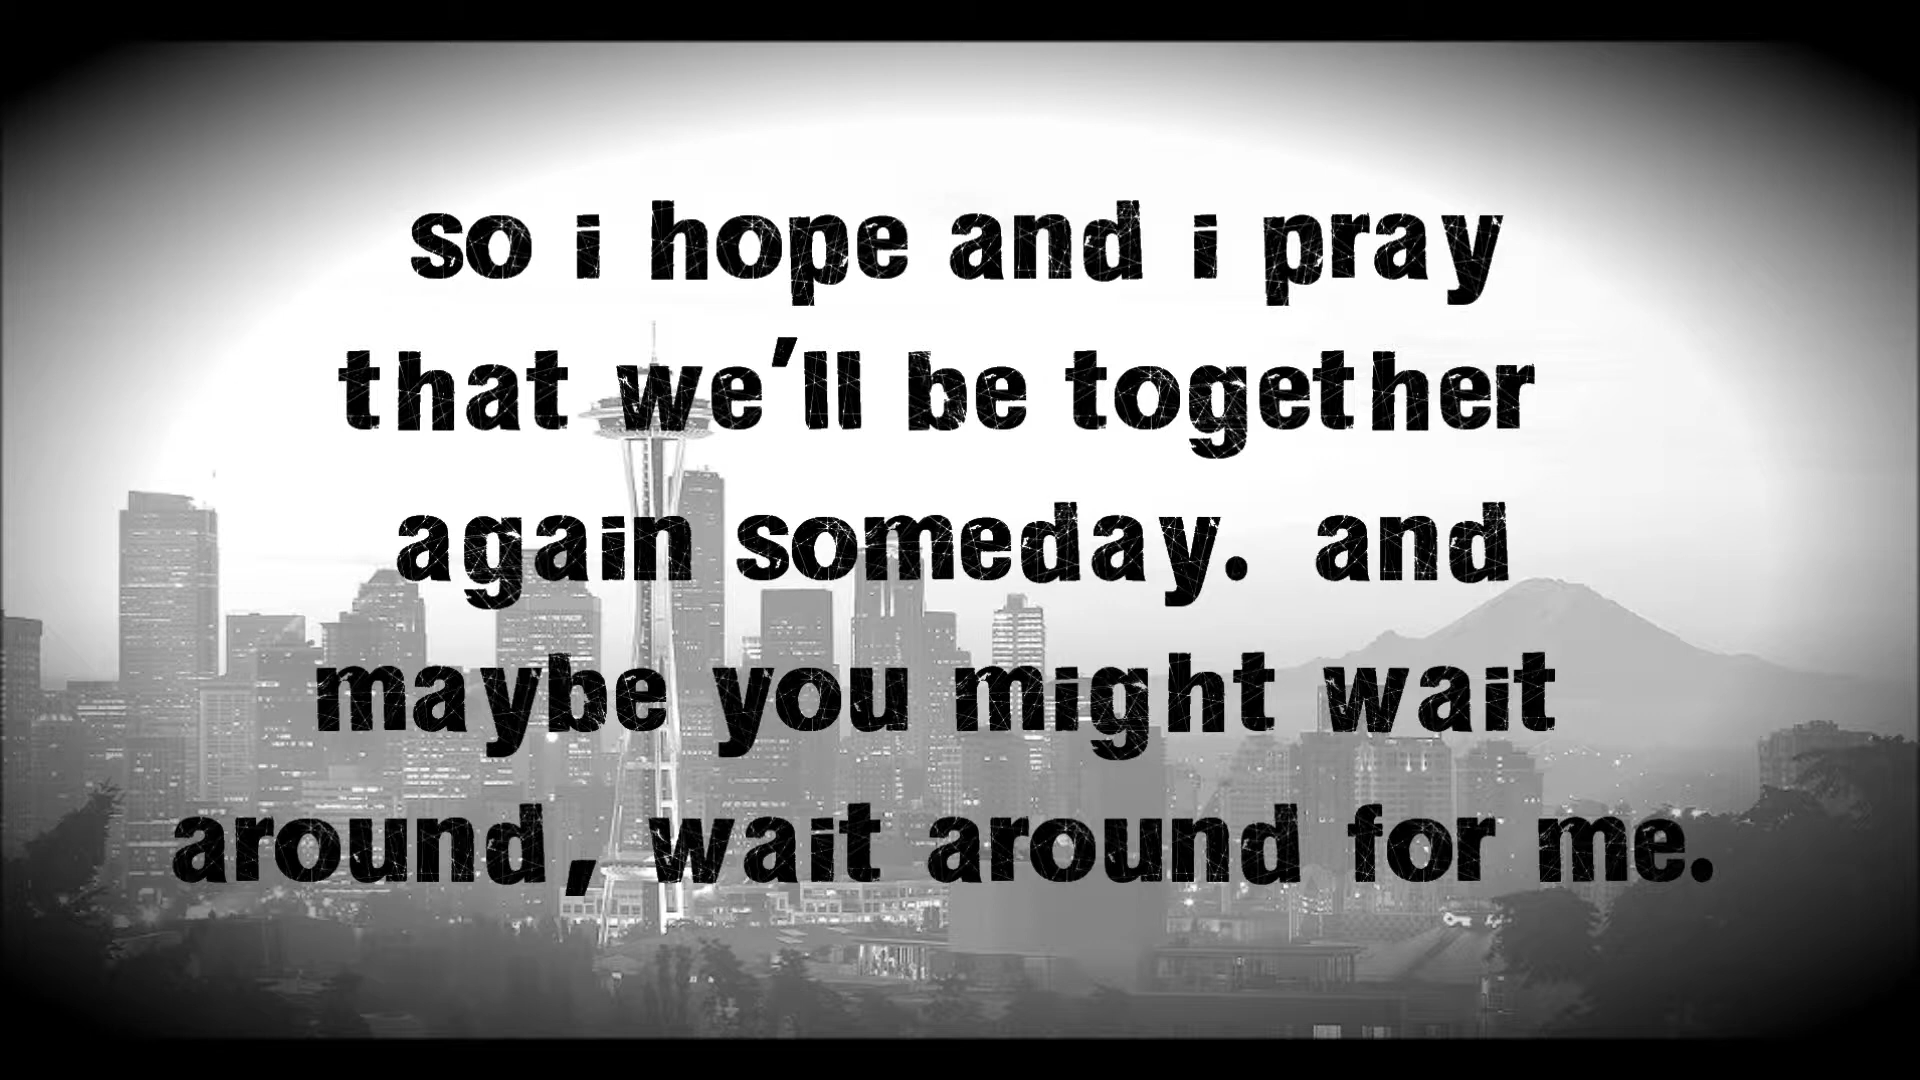 so i hope and i pray
that we'll be together
again someday.  and
maybe you might wait
around, wait around for me.